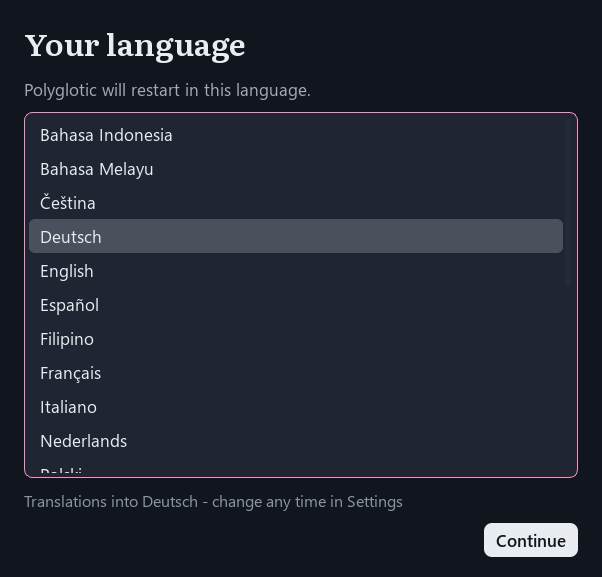 Your language
Polyglotic will restart in this language.
Bahasa Indonesia
Bahasa Melayu
Čeština
Deutsch
English
Español
Filipino
Français
Italiano
Nederlands
Polski
Translations into Deutsch - change any time in Settings
Continue